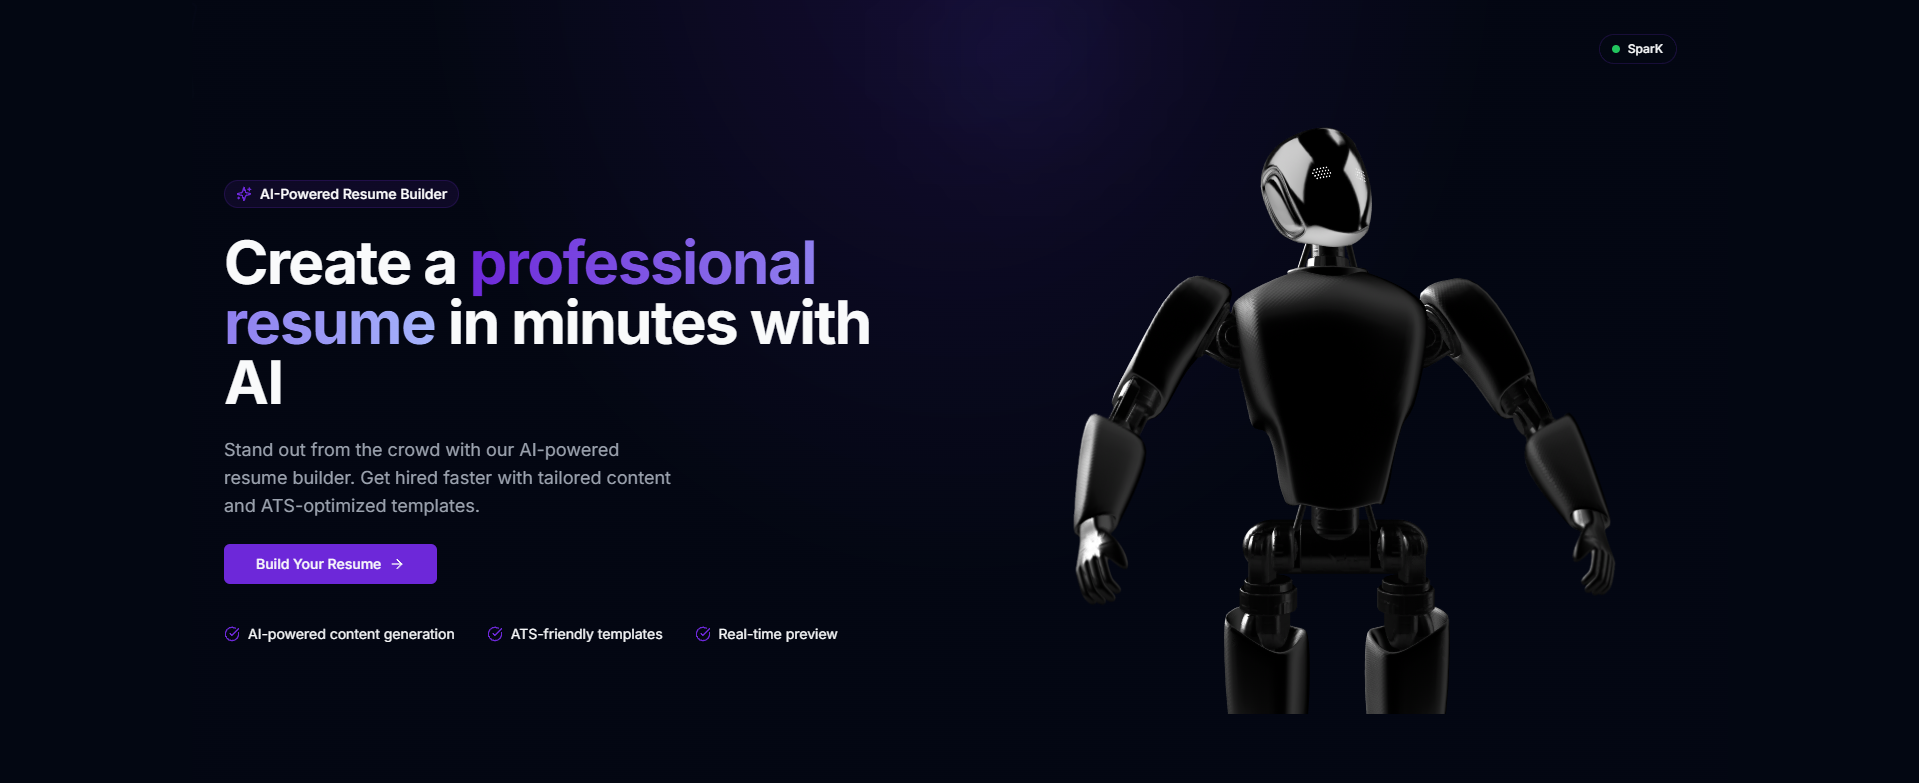 SparK
AI-Powered Resume Builder
Create a professional
resume in minutes with
AI
Stand out from the crowd with our AI-powered
resume builder. Get hired faster with tailored content
and ATS-optimized templates.
Build Your Resume →
AI-powered content generation
ATS-friendly templates
Real-time preview